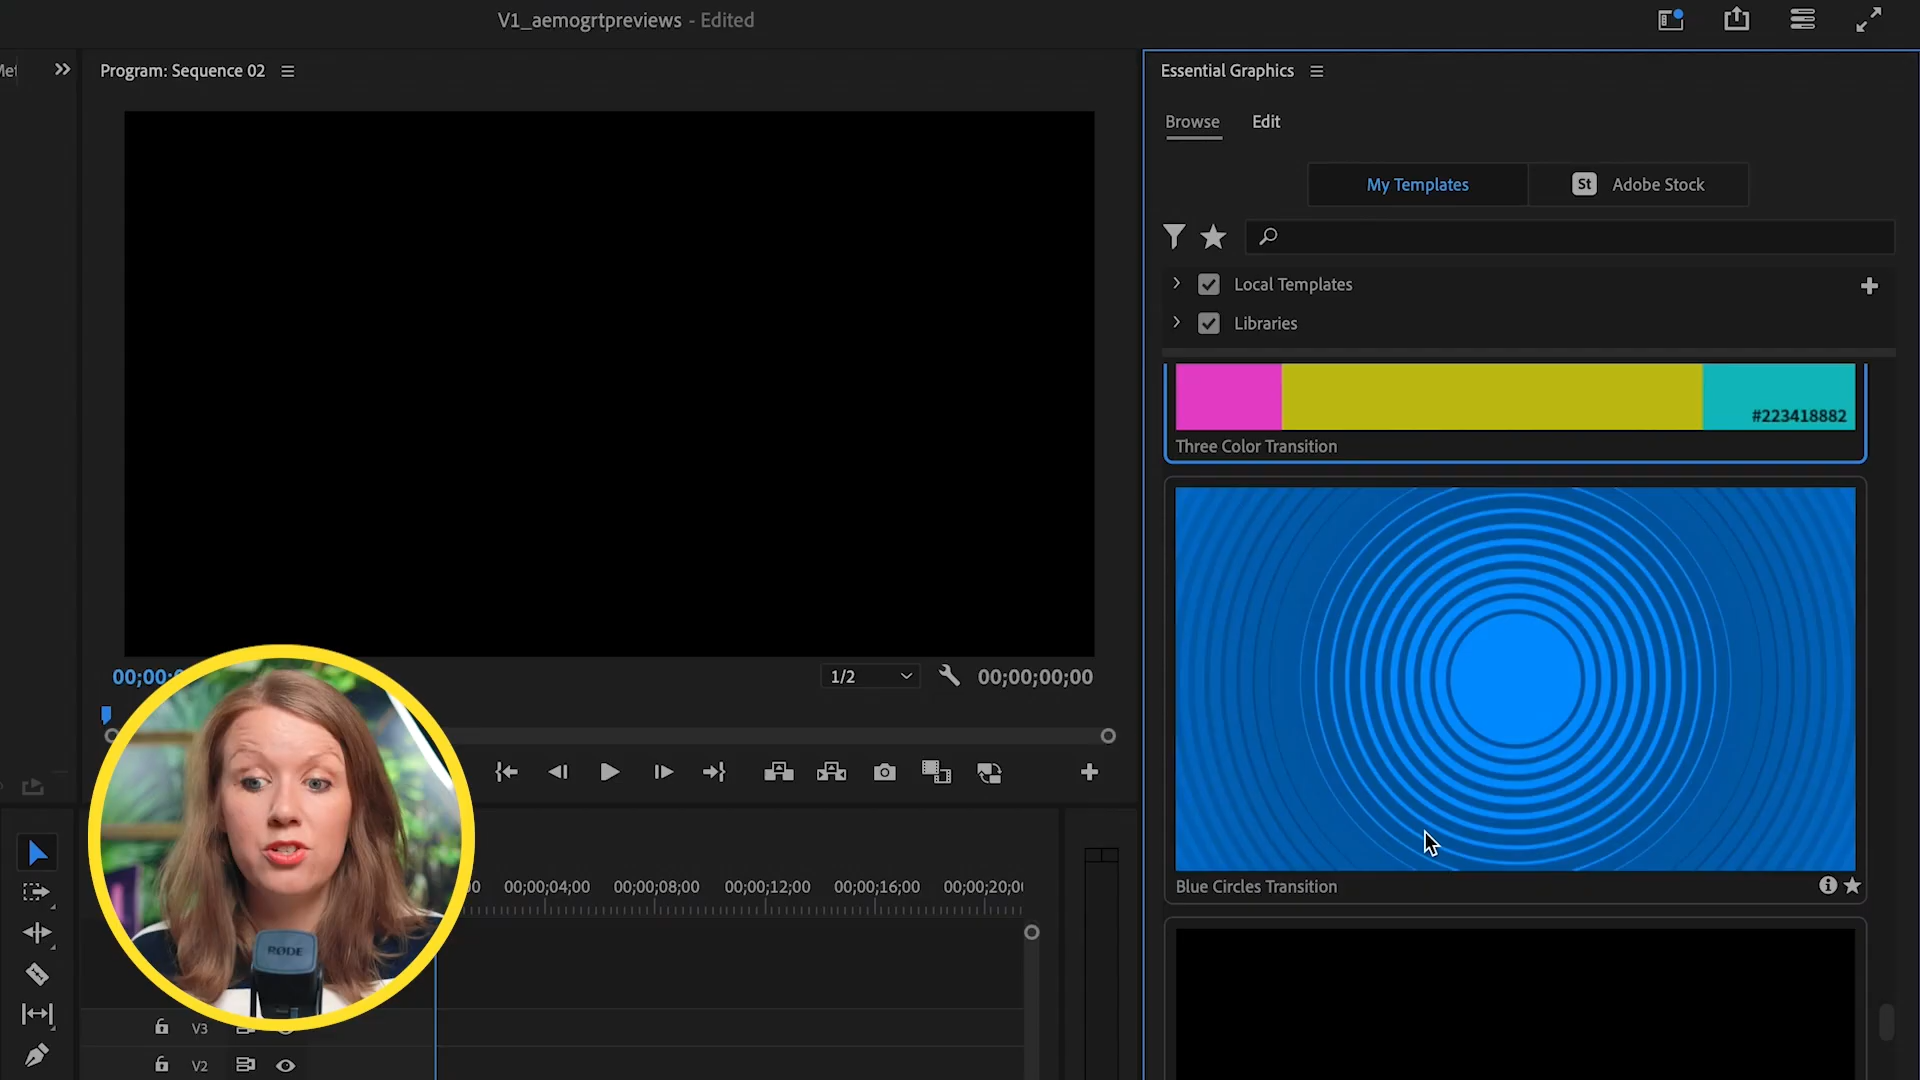 V1_aemogrtpreviews - Edited
Program: Sequence 02
Essential Graphics
Browse
Edit
My Templates
St Adobe Stock
Local Templates
Libraries
#223418882
Three Color Transition
1/2
00;00;00;00
Blue Circles Transition
00;00;04;00
00;00;08;00
00;00;12;00
00;00;16;00
RØDE
V3
V2